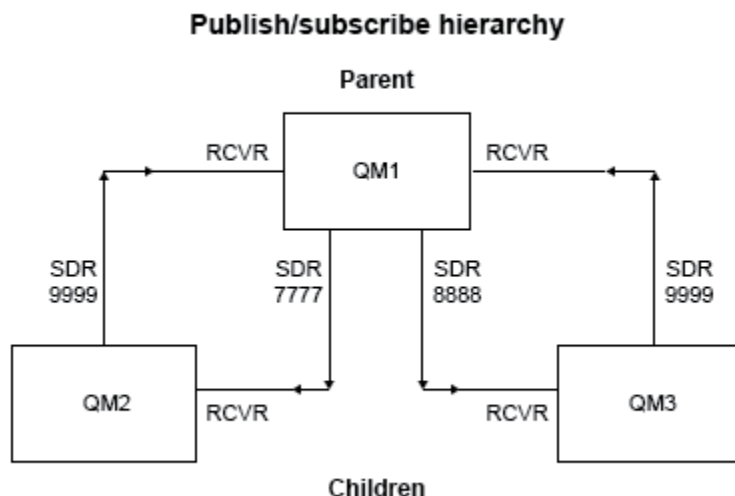 Publish/subscribe hierarchy
Parent
RCVR
QM1
RCVR
SDR
9999
SDR
7777
SDR
8888
SDR
9999
QM2
RCVR
RCVR
QM3
Children